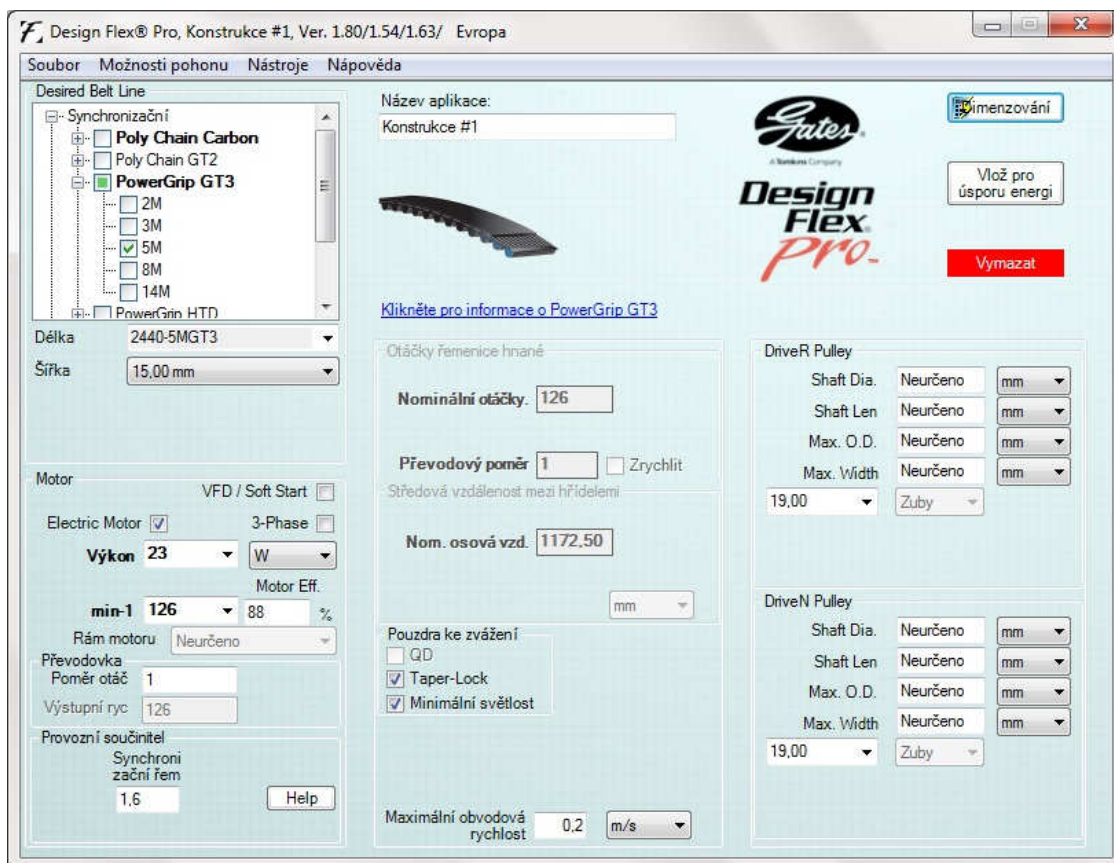 Design Flex® Pro, Konstrukce #1, Ver. 1.80/1.54/1.63/ Evropa
Soubor Možnosti pohonu Nástroje Nápověda
Desired Belt Line
Synchronizační
Poly Chain Carbon
Poly Chain GT2
PowerGrip GT3
2M
3M
5M
8M
14M
PowerGrip HTD
Délka 2440-5MGT3
Šířka 15,00 mm
Motor
VFD / Soft Start
Electric Motor 3-Phase
Výkon 23 W
Motor Eff.
min-1 126 88 %
Rám motoru Neurčeno
Převodovka
Poměr otáč 1
Výstupní ryc 126
Provozní součinitel
Synchroni
zační řem
1,6 Help
Název aplikace:
Konstrukce #1
Klikněte pro informace o PowerGrip GT3
Otáčky řemenice hnané
Nominální otáčky. 126
Převodový poměr 1 Zrychlit
Středová vzdálenost mezi hřídelemi
Nom. osová vzd. 1172,50
mm
Pouzdra ke zvážení
QD
Taper-Lock
Minimální světlost
Maximální obvodová
rychlost 0,2 m/s
Gates
A Tomkins Company
Design
Flex
Pro™
Dimenzování
Vlož pro
úsporu energi
Vymazat
DriveR Pulley
Shaft Dia. Neurčeno mm
Shaft Len Neurčeno mm
Max. O.D. Neurčeno mm
Max. Width Neurčeno mm
19,00 Zuby
DriveN Pulley
Shaft Dia. Neurčeno mm
Shaft Len Neurčeno mm
Max. O.D. Neurčeno mm
Max. Width Neurčeno mm
19,00 Zuby